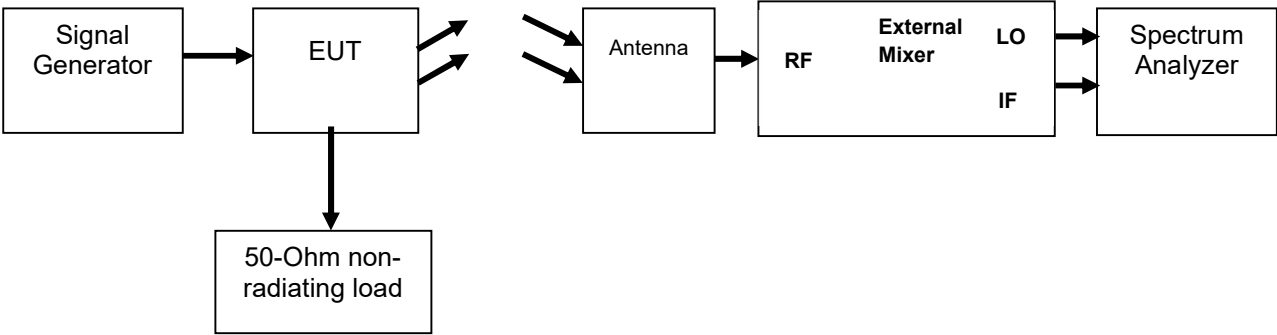 Signal
Generator
EUT
Antenna
RF
External
Mixer
LO
IF
Spectrum
Analyzer
50-Ohm non-
radiating load